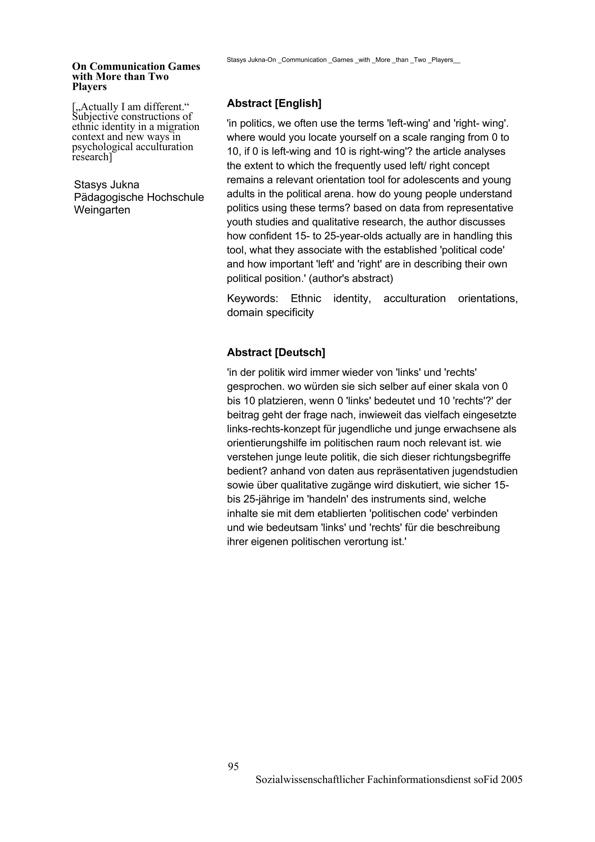 On Communication Games
with More than Two
Players
[„Actually I am different.“
Subjective constructions of
ethnic identity in a migration
context and new ways in
psychological acculturation
research]
Stasys Jukna
Pädagogische Hochschule
Weingarten
Stasys Jukna-On _Communication _Games _with _More _than _Two _Players__
Abstract [English]
'in politics, we often use the terms 'left-wing' and 'right- wing'.
where would you locate yourself on a scale ranging from 0 to
10, if 0 is left-wing and 10 is right-wing'? the article analyses
the extent to which the frequently used left/ right concept
remains a relevant orientation tool for adolescents and young
adults in the political arena. how do young people understand
politics using these terms? based on data from representative
youth studies and qualitative research, the author discusses
how confident 15- to 25-year-olds actually are in handling this
tool, what they associate with the established 'political code'
and how important 'left' and 'right' are in describing their own
political position.' (author's abstract)
Keywords: Ethnic identity, acculturation orientations,
domain specificity
Abstract [Deutsch]
'in der politik wird immer wieder von 'links' und 'rechts'
gesprochen. wo würden sie sich selber auf einer skala von 0
bis 10 platzieren, wenn 0 'links' bedeutet und 10 'rechts'?' der
beitrag geht der frage nach, inwieweit das vielfach eingesetzte
links-rechts-konzept für jugendliche und junge erwachsene als
orientierungshilfe im politischen raum noch relevant ist. wie
verstehen junge leute politik, die sich dieser richtungsbegriffe
bedient? anhand von daten aus repräsentativen jugendstudien
sowie über qualitative zugänge wird diskutiert, wie sicher 15-
bis 25-jährige im 'handeln' des instruments sind, welche
inhalte sie mit dem etablierten 'politischen code' verbinden
und wie bedeutsam 'links' und 'rechts' für die beschreibung
ihrer eigenen politischen verortung ist.'
95
Sozialwissenschaftlicher Fachinformationsdienst soFid 2005